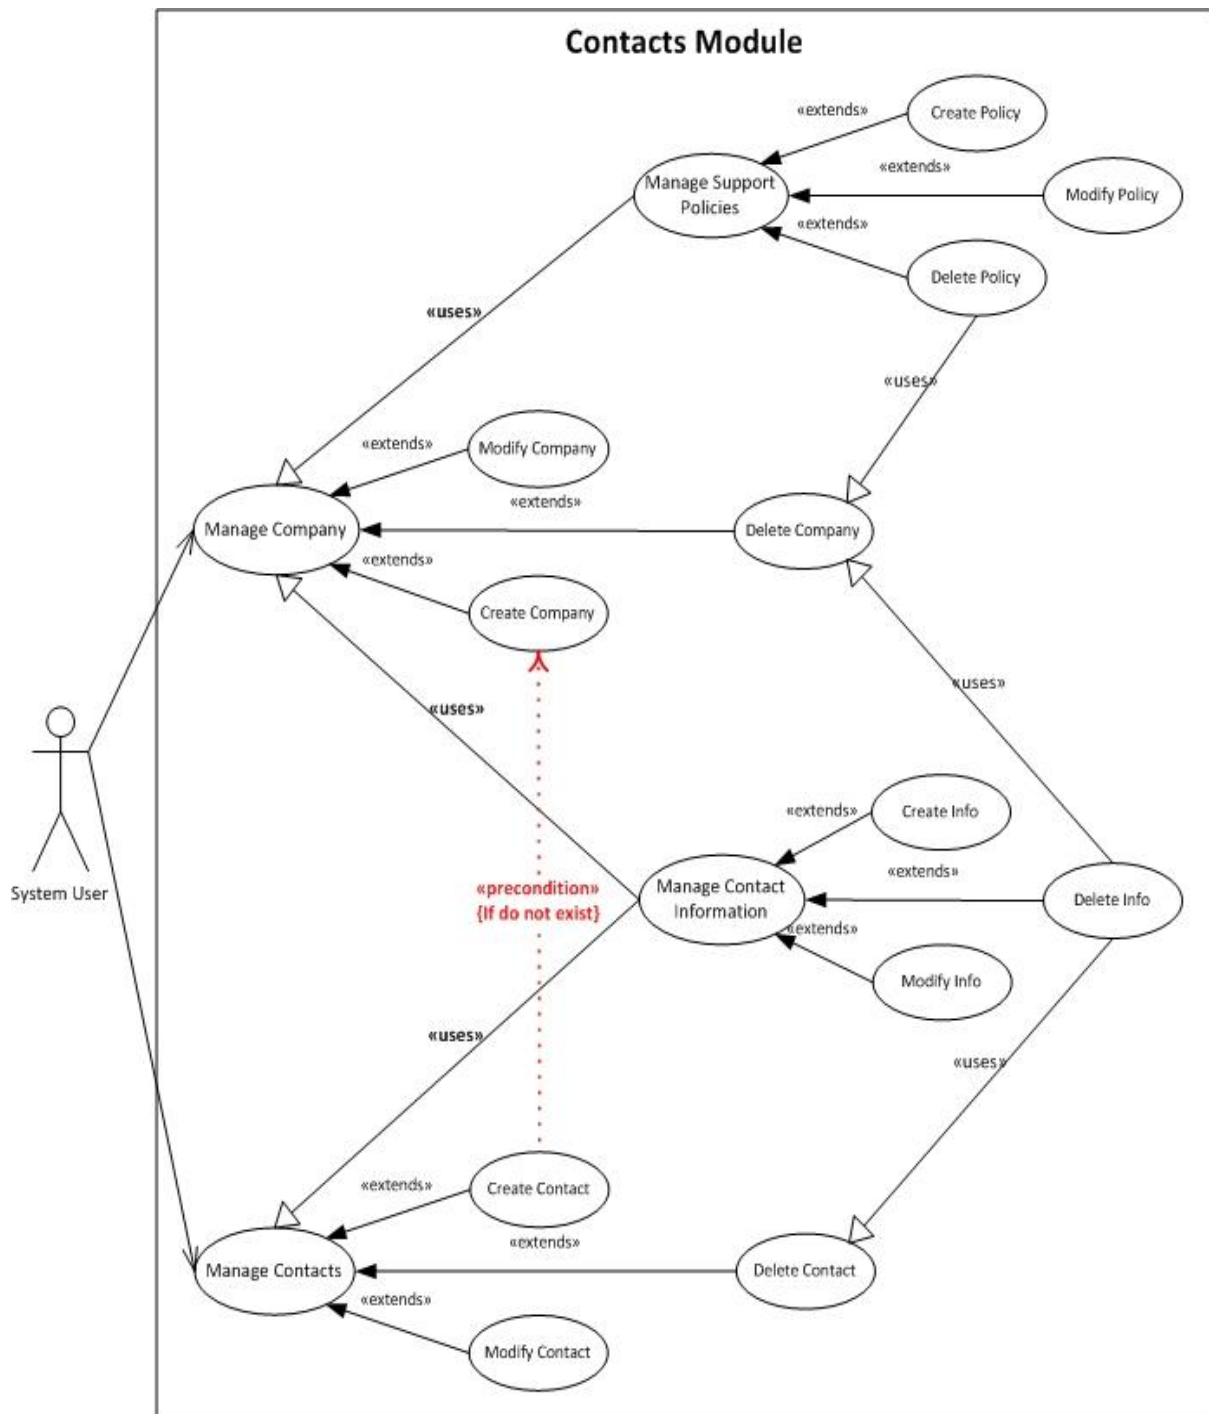 Contacts Module
«extends»
Create Policy
«extends»
Manage Support
Policies
Modify Policy
«extends»
Delete Policy
«uses»
«uses»
«extends»
Modify Company
«extends»
Manage Company
Delete Company
«extends»
Create Company
«uses»
«uses»
System User
«extends»
Create Info
«precondition»
{If do not exist}
Manage Contact
Information
«extends»
Delete Info
«extends»
Modify Info
«uses»
«uses»
«extends»
Create Contact
«extends»
Manage Contacts
Delete Contact
«extends»
Modify Contact